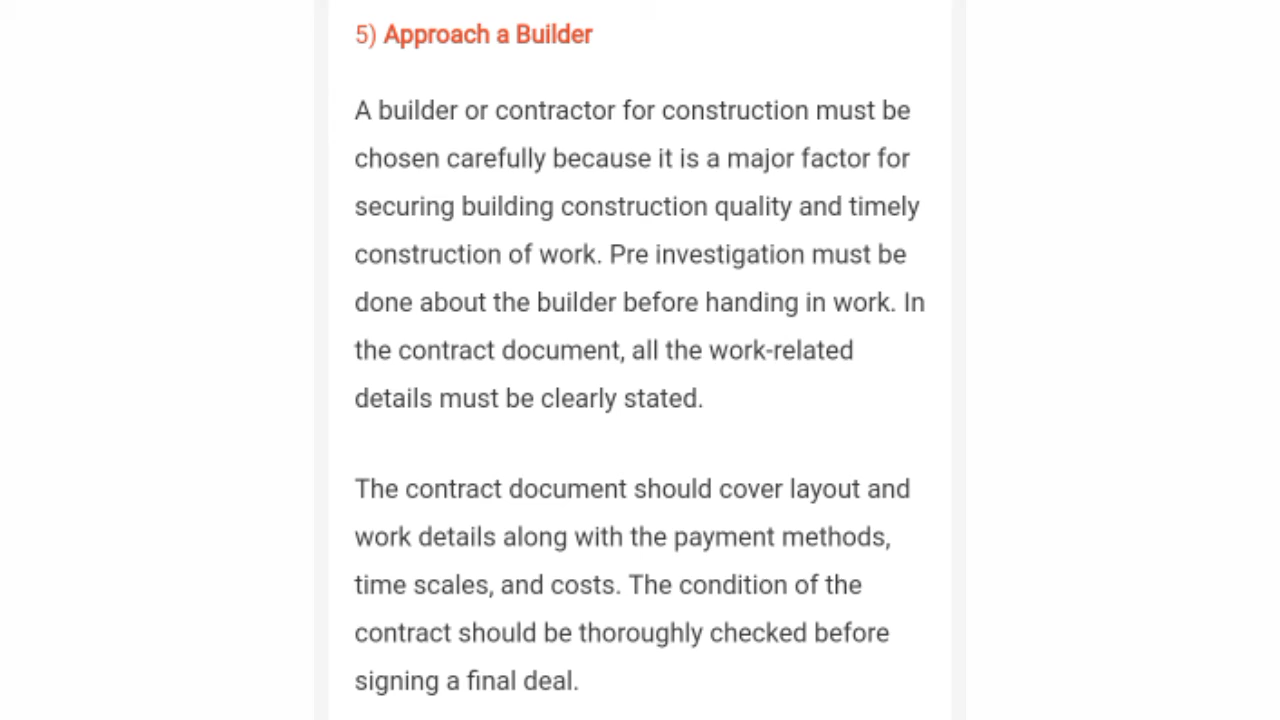 5) Approach a Builder
A builder or contractor for construction must be
chosen carefully because it is a major factor for
securing building construction quality and timely
construction of work. Pre investigation must be
done about the builder before handing in work. In
the contract document, all the work-related
details must be clearly stated.
The contract document should cover layout and
work details along with the payment methods,
time scales, and costs. The condition of the
contract should be thoroughly checked before
signing a final deal.